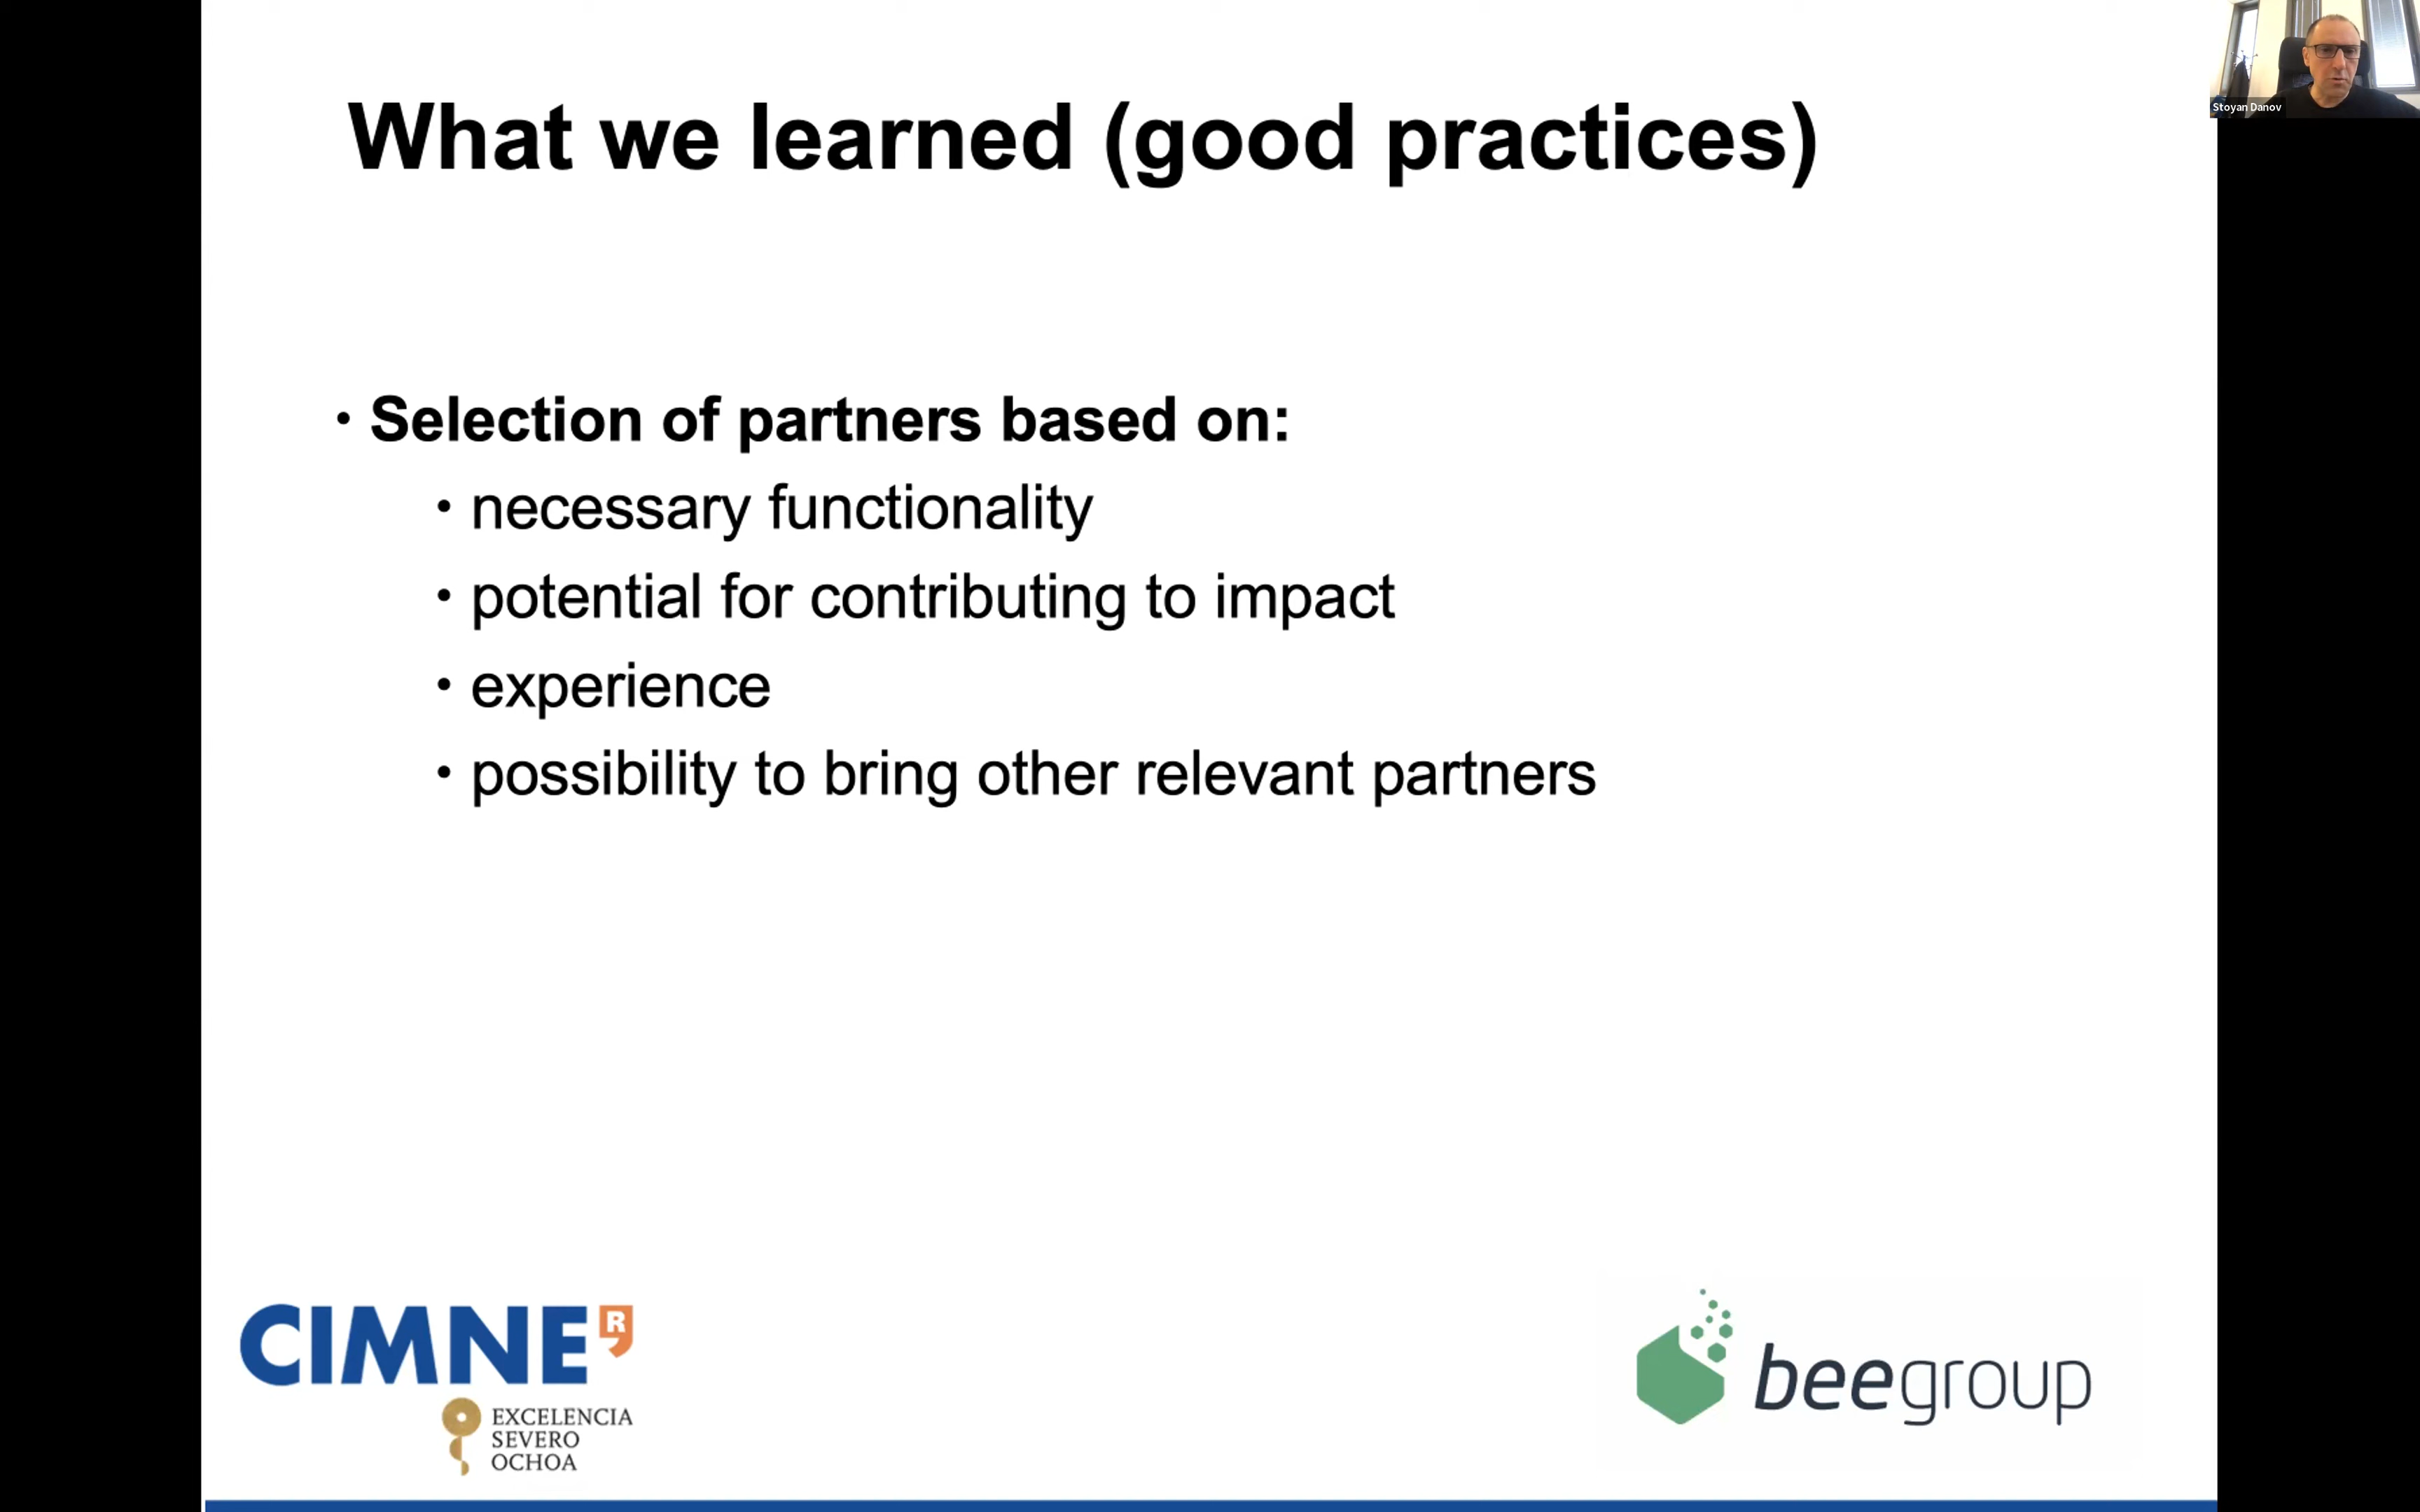 Stoyan Danov
What we learned (good practices)
• Selection of partners based on:
• necessary functionality
• potential for contributing to impact
• experience
• possibility to bring other relevant partners
CIMNE R
EXCELENCIA
SEVERO
OCHOA
beegroup